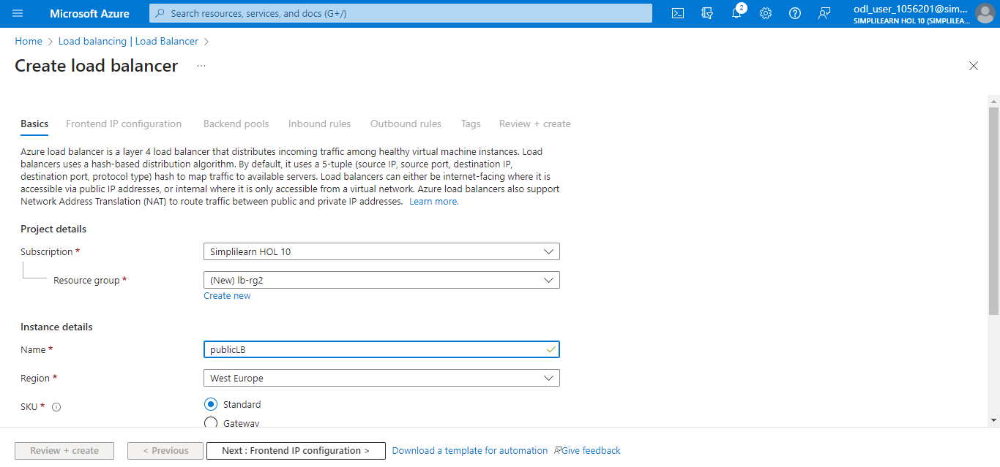 Microsoft Azure
Search resources, services, and docs (G+/)
2
odl_user_1056201@sim...
SIMPLILEARN HOL 10 (SIMPLILEA...
Home > Load balancing | Load Balancer >
Create load balancer ...
Basics Frontend IP configuration Backend pools Inbound rules Outbound rules Tags Review + create
Azure load balancer is a layer 4 load balancer that distributes incoming traffic among healthy virtual machine instances. Load
balancers uses a hash-based distribution algorithm. By default, it uses a 5-tuple (source IP, source port, destination IP,
destination port, protocol type) hash to map traffic to available servers. Load balancers can either be internet-facing where it is
accessible via public IP addresses, or internal where it is only accessible from a virtual network. Azure load balancers also support
Network Address Translation (NAT) to route traffic between public and private IP addresses. Learn more.
Project details
Subscription * Simplilearn HOL 10
Resource group * (New) lb-rg2
Create new
Instance details
Name * publicLB
Region * West Europe
SKU * Standard
Gateway
Review + create < Previous Next : Frontend IP configuration > Download a template for automation Give feedback